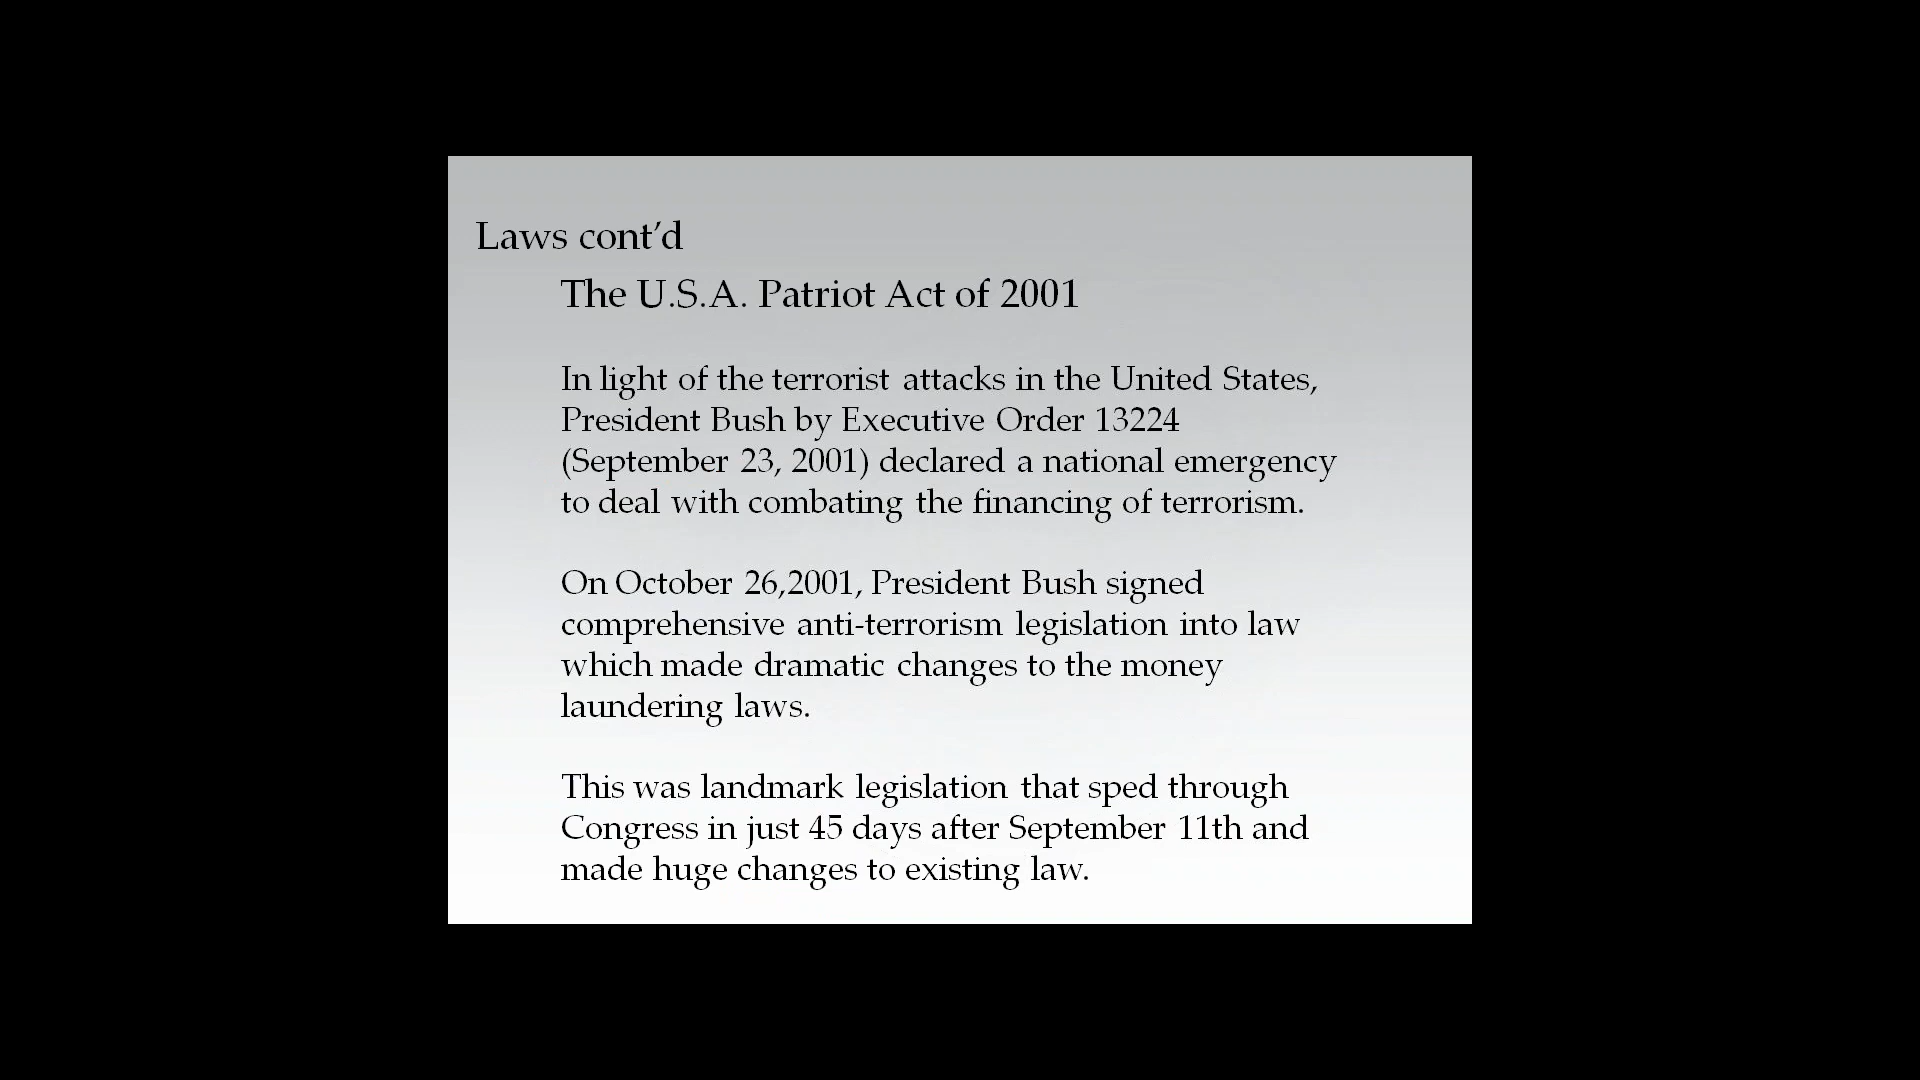 Laws cont’d
The U.S.A. Patriot Act of 2001
In light of the terrorist attacks in the United States,
President Bush by Executive Order 13224
(September 23, 2001) declared a national emergency
to deal with combating the financing of terrorism.
On October 26,2001, President Bush signed
comprehensive anti-terrorism legislation into law
which made dramatic changes to the money
laundering laws.
This was landmark legislation that sped through
Congress in just 45 days after September 11th and
made huge changes to existing law.